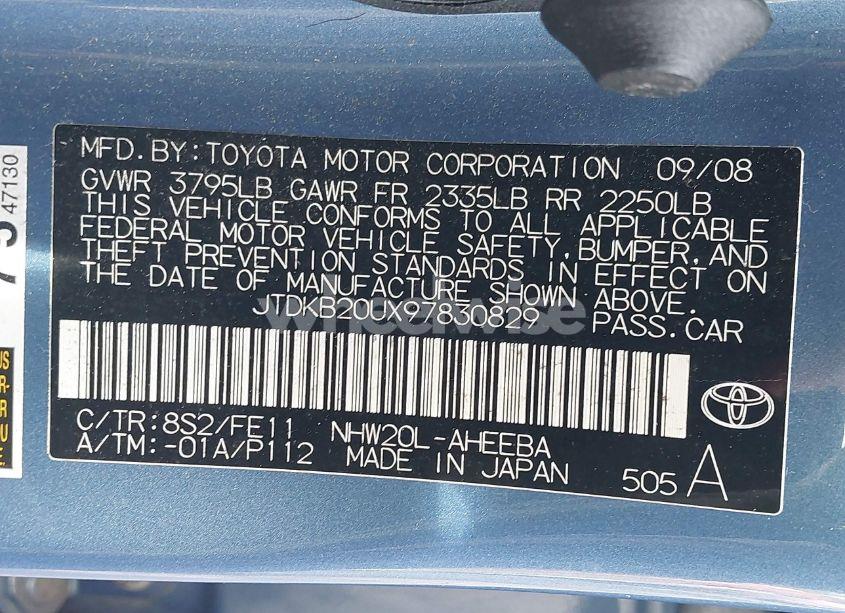 MFD.BY:TOYOTA MOTOR CORPORATION 09/08
GVWR 3795LB GAWR FR 2335LB RR 2250LB
THIS VEHICLE CONFORMS TO ALL APPLICABLE
FEDERAL MOTOR VEHICLE SAFETY,BUMPER,AND
THEFT PREVENTION STANDARDS IN EFFECT ON
THE DATE OF MANUFACTURE SHOWN ABOVE.
JTDKB20UX97830829 PASS.CAR
wheelwise
C/TR:8S2/FE11 NHW20L-AHEEBA
A/TM:-01A/P112 MADE IN JAPAN
505 A
47130